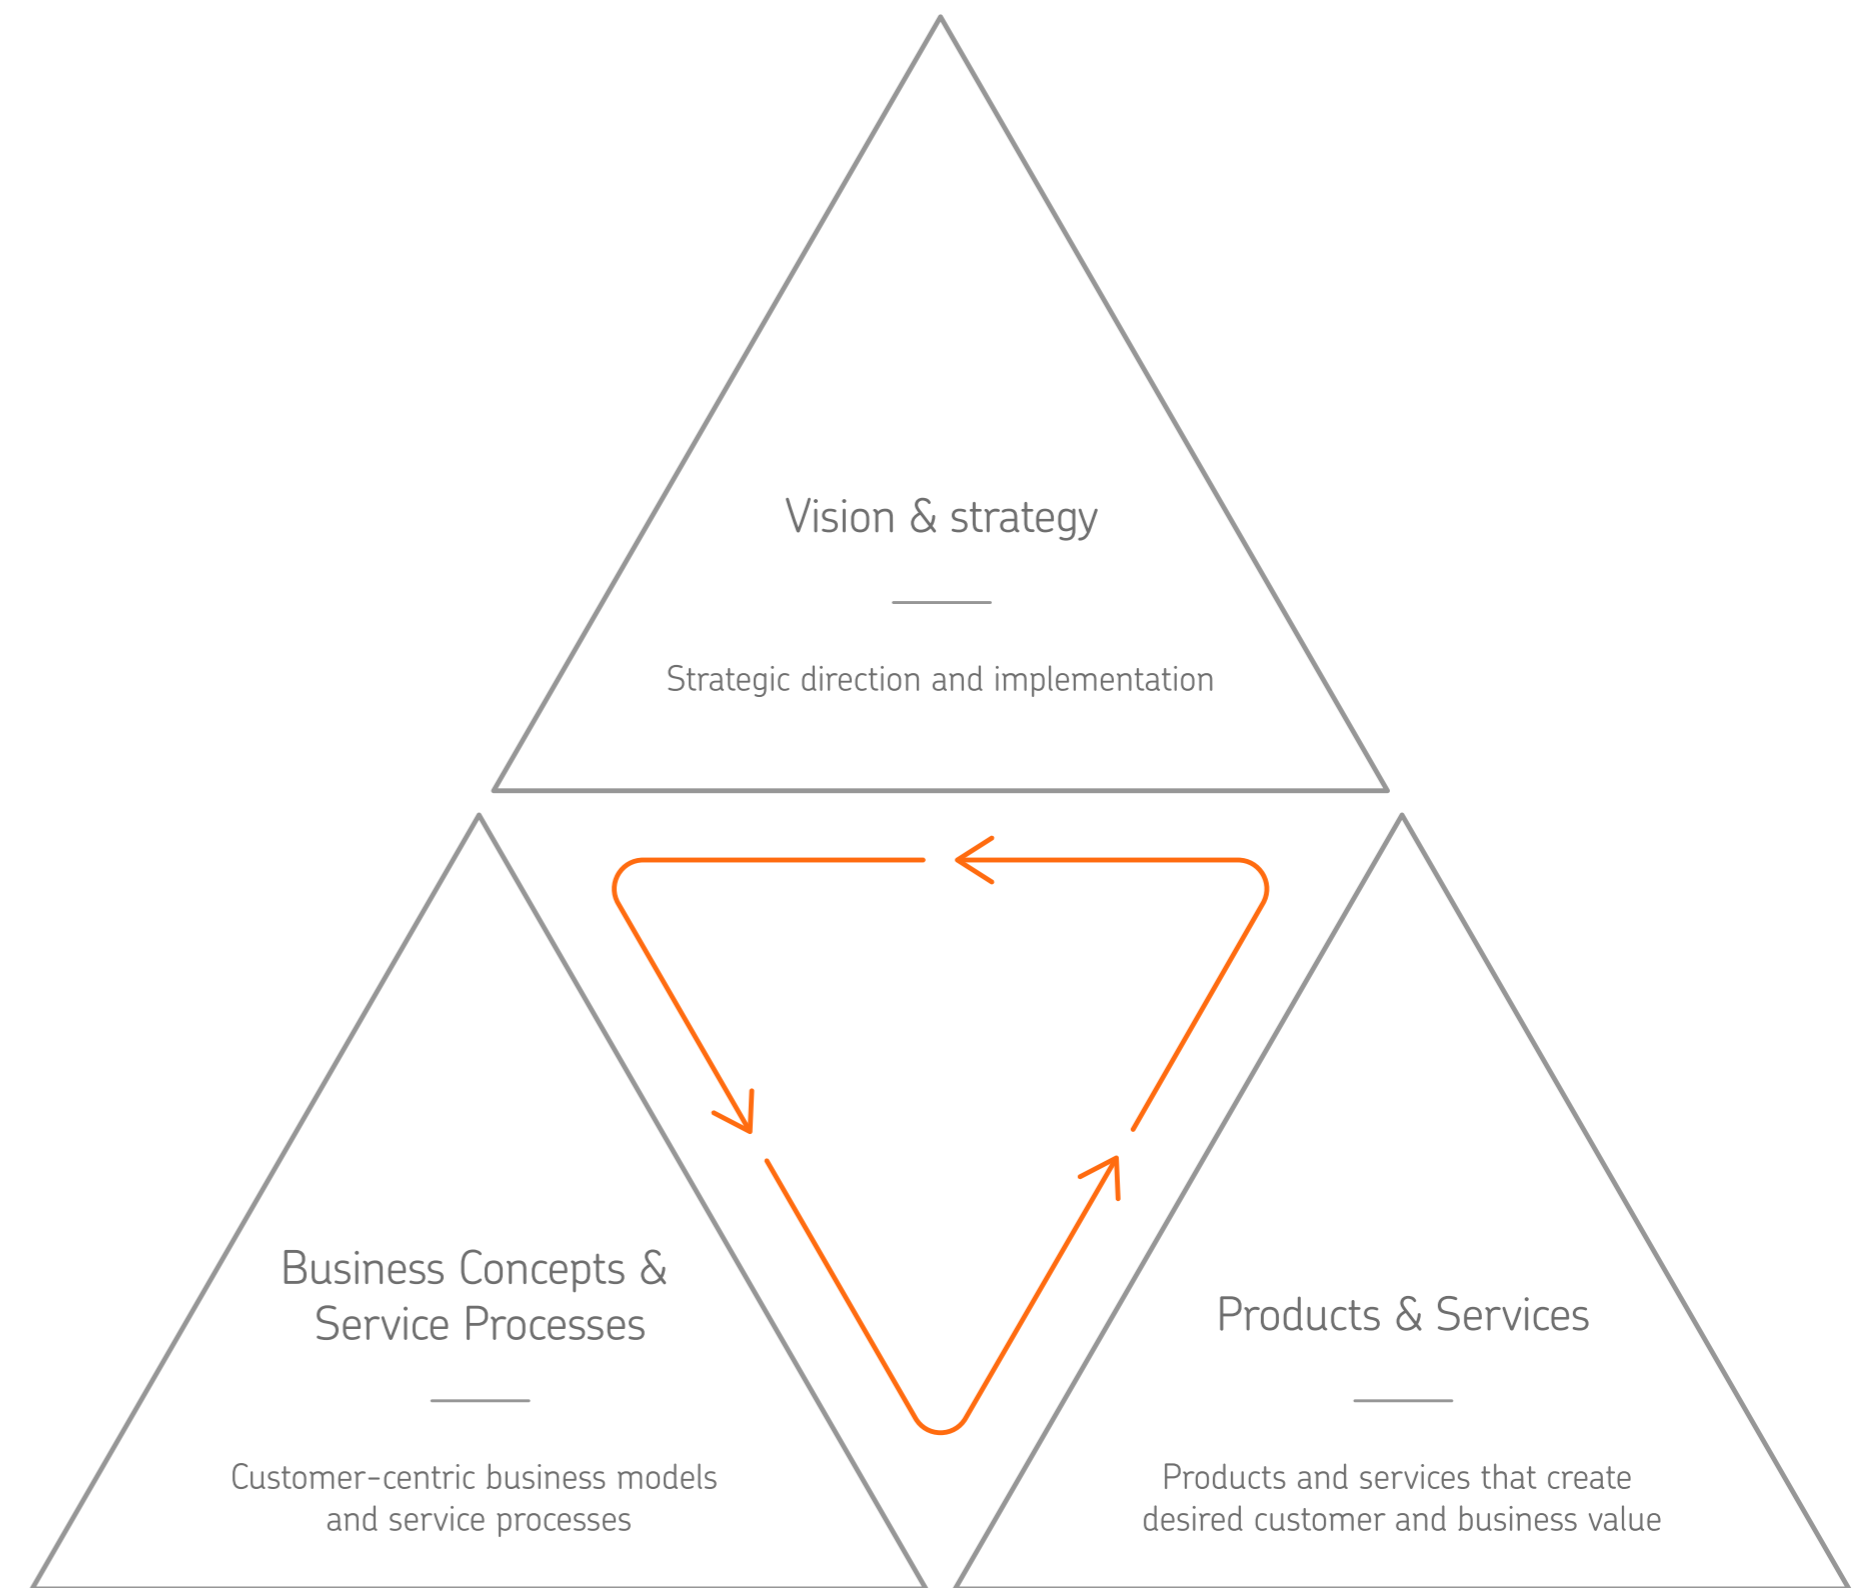 Vision & strategy
Strategic direction and implementation
Business Concepts &
Service Processes
Customer-centric business models
and service processes
Products & Services
Products and services that create
desired customer and business value